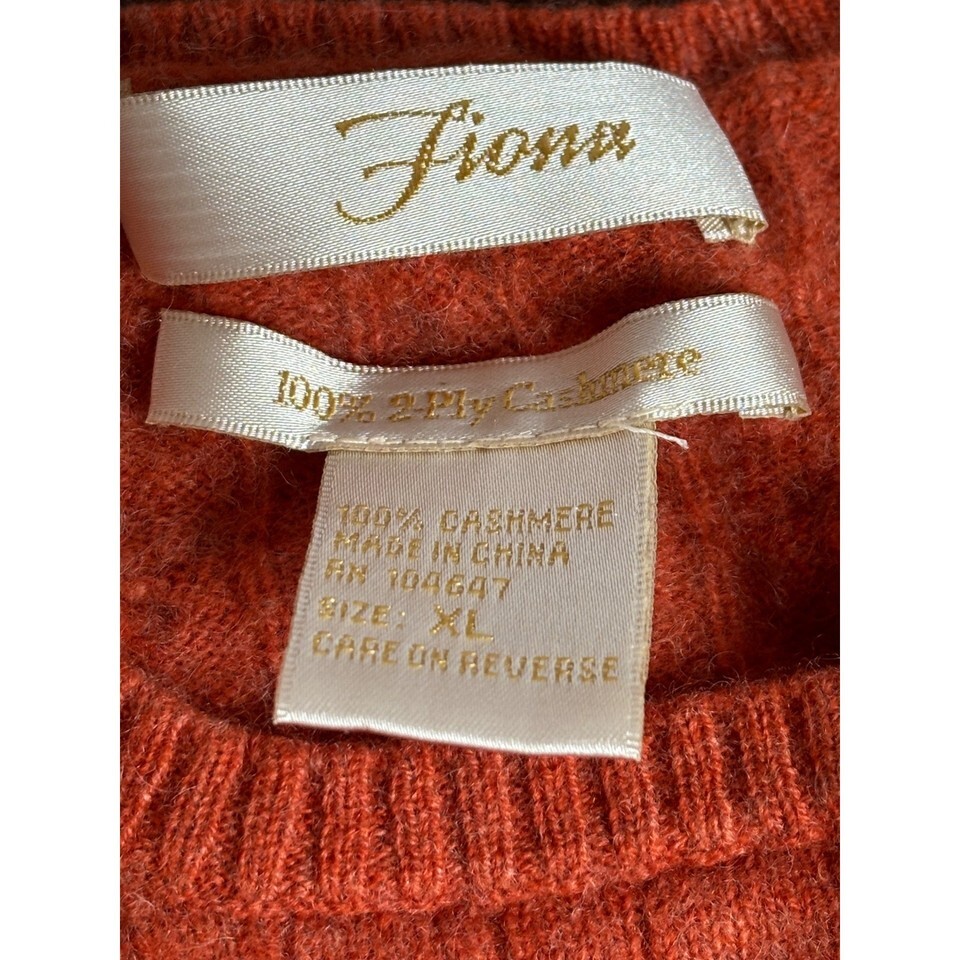 Fiona
100% 2-Ply Cashmere
100% CASHMERE
MADE IN CHINA
RN 104647
SIZE: XL
CARE ON REVERSE